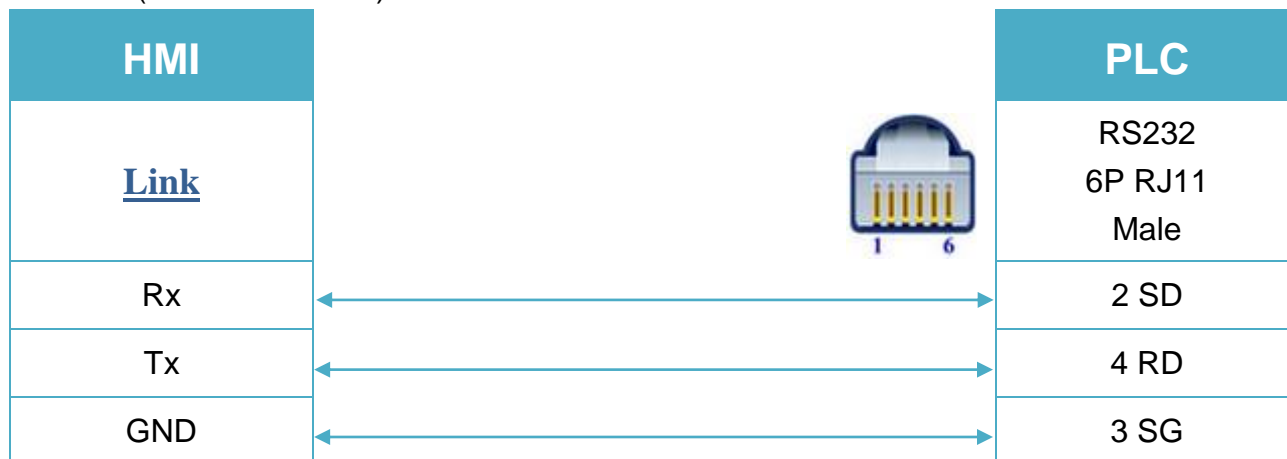 HMI
PLC
Link
RS232
6P RJ11
Male
1 6
Rx
2 SD
Tx
4 RD
GND
3 SG